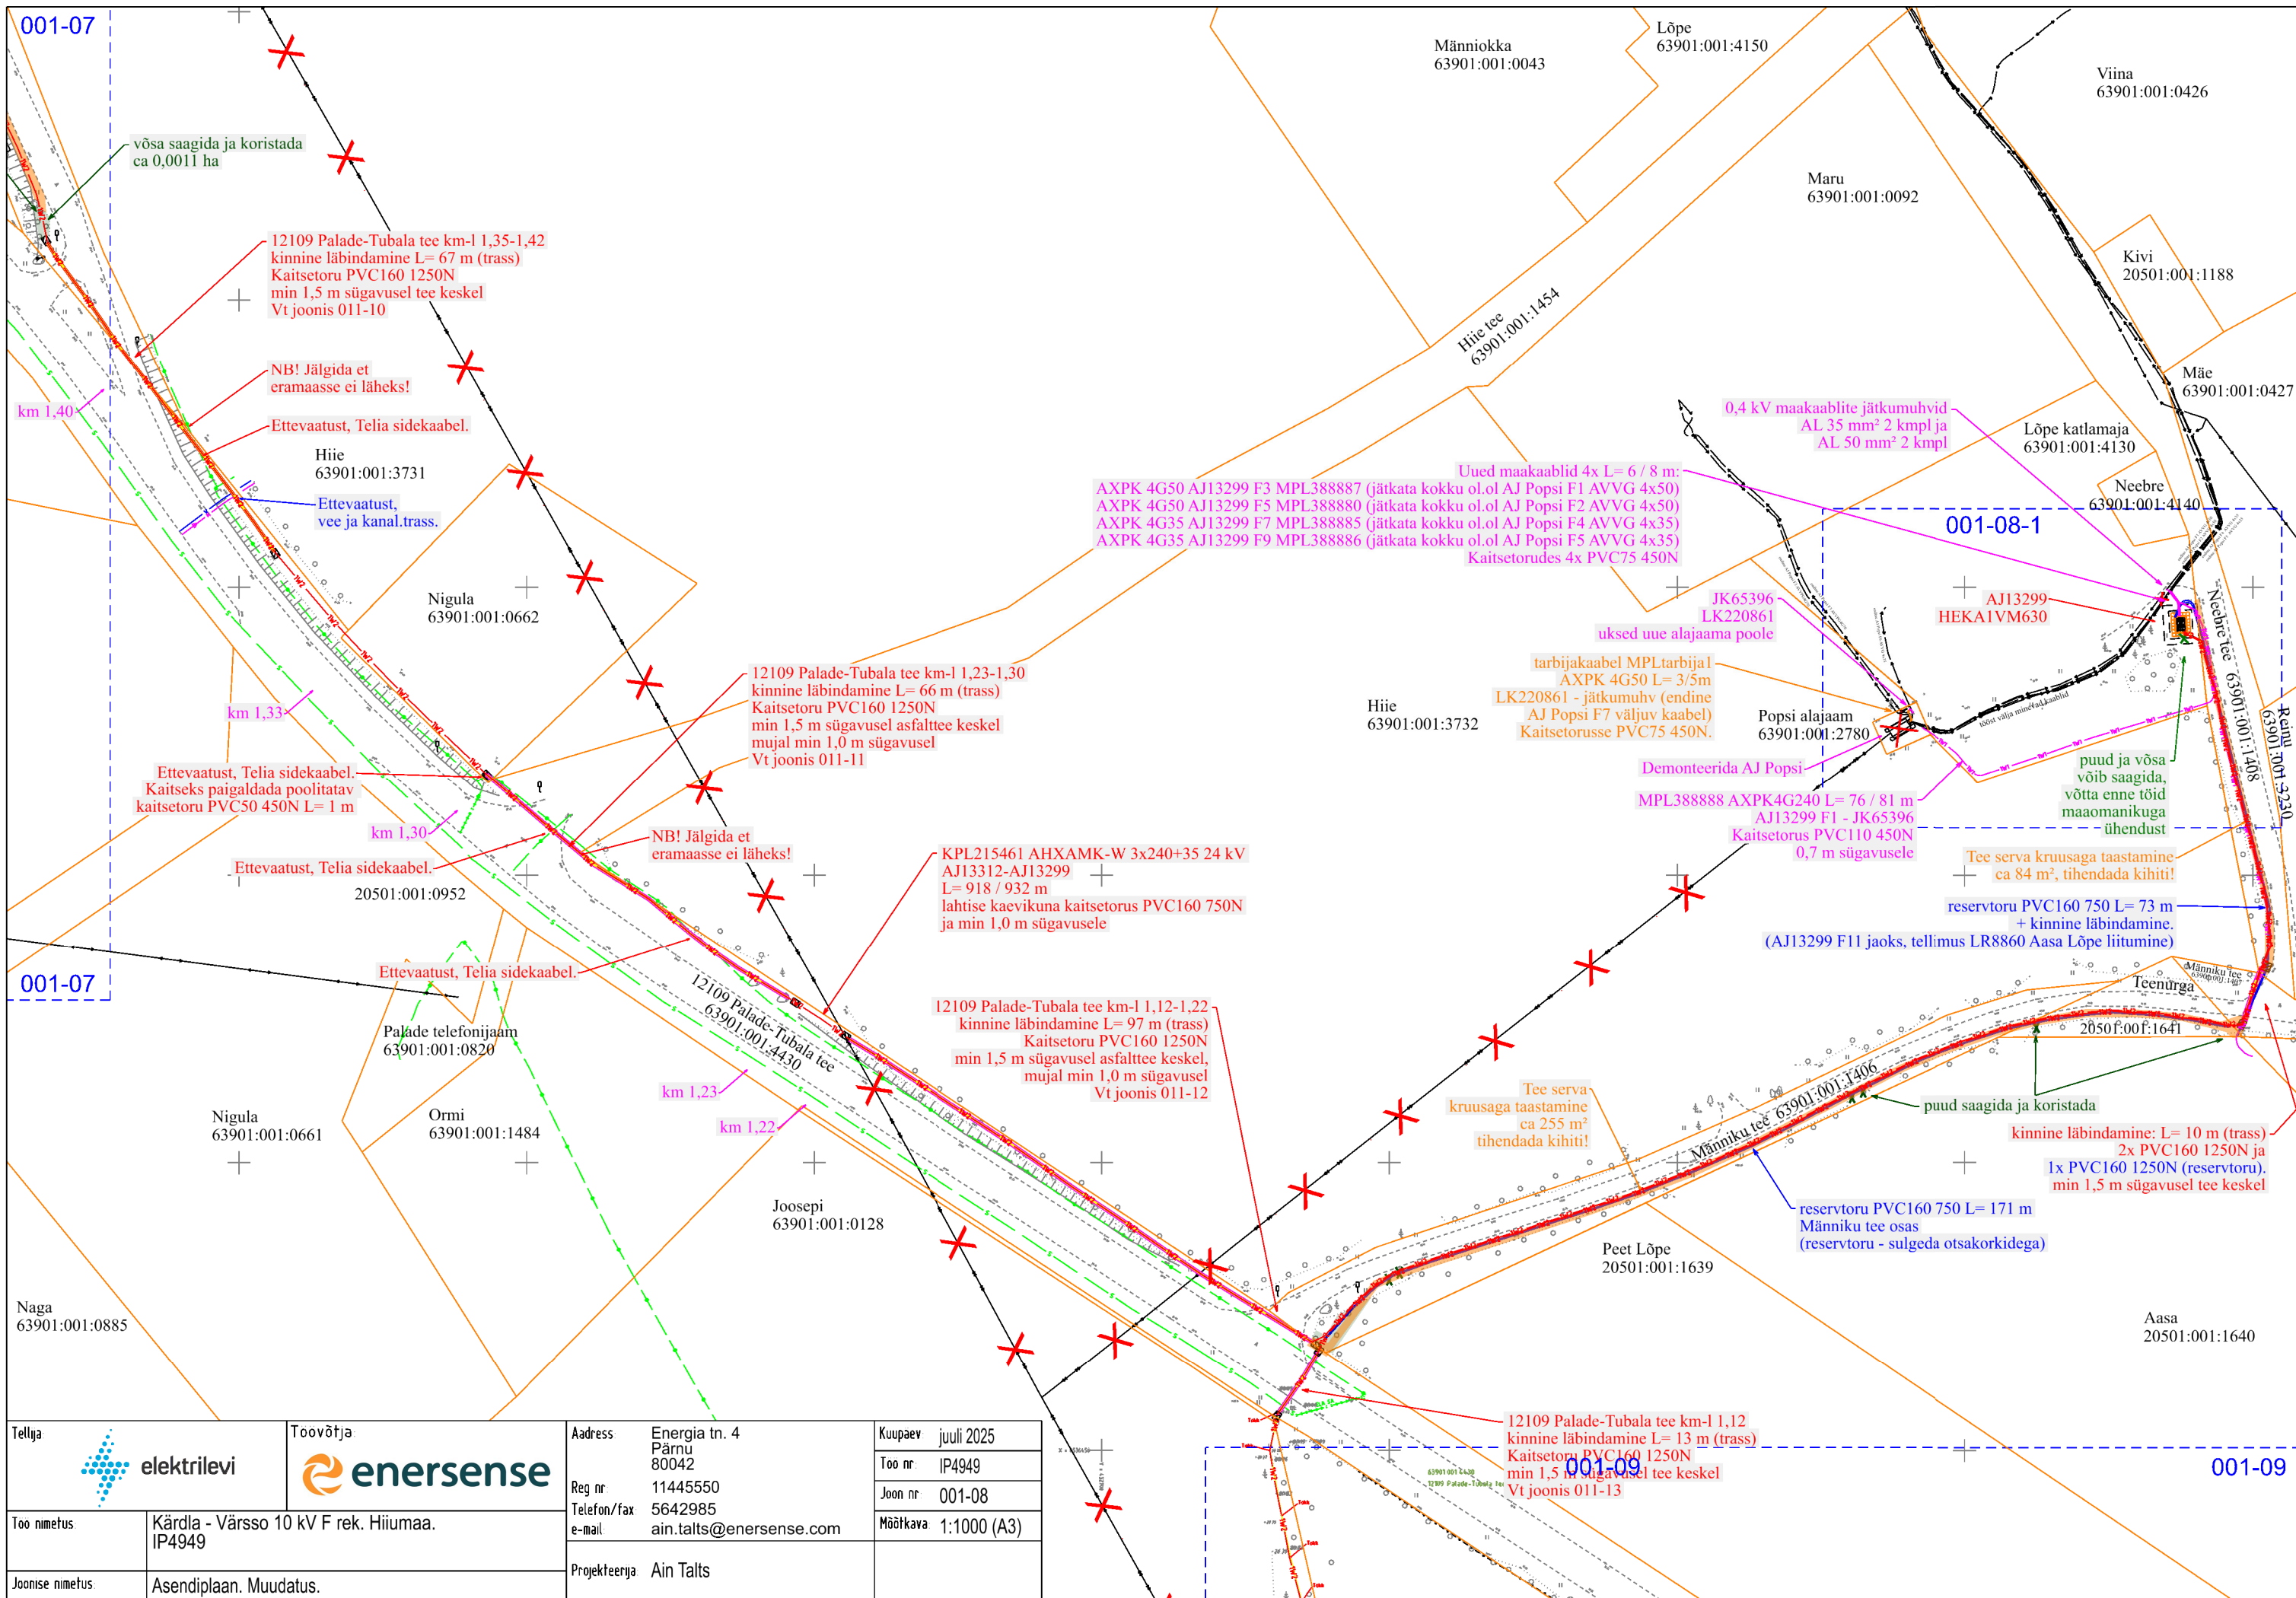 001-07
Männiokka
63901:001:0043
Lõpe
63901:001:4150
Viina
63901:001:0426
võsa saagida ja koristada
ca 0,0011 ha
Maru
63901:001:0092
12109 Palade-Tubala tee km-l 1,35-1,42
kinnine läbindamine L= 67 m (trass)
Kaitsetoru PVC160 1250N
min 1,5 m sügavusel tee keskel
Vt joonis 011-10
Kivi
20501:001:1188
Hiie tee
63901:001:1454
NB! Jälgida et
eramaasse ei läheks!
km 1,40
Ettevaatust, Telia sidekaabel.
Mäe
63901:001:0427
0,4 kV maakaablite jätkumuhvid
AL 35 mm² 2 kmpl ja
AL 50 mm² 2 kmpl
Lõpe katlamaja
63901:001:4130
Hiie
63901:001:3731
Ettevaatust,
vee ja kanal.trass.
Uued maakaablid 4x L= 6 / 8 m:
AXPK 4G50 AJ13299 F3 MPL388887 (jätkata kokku ol.ol AJ Popsi F1 AVVG 4x50)
AXPK 4G50 AJ13299 F5 MPL388880 (jätkata kokku ol.ol AJ Popsi F2 AVVG 4x50)
AXPK 4G35 AJ13299 F7 MPL388885 (jätkata kokku ol.ol AJ Popsi F4 AVVG 4x35)
AXPK 4G35 AJ13299 F9 MPL388886 (jätkata kokku ol.ol AJ Popsi F5 AVVG 4x35)
Kaitsetorudes 4x PVC75 450N
Neebre
63901:001:4140
001-08-1
Nigula
63901:001:0662
JK65396
LK220861
uksed uue alajaama poole
AJ13299
HEKA1VM630
Neebre tee
63901:001:1408
12109 Palade-Tubala tee km-l 1,23-1,30
kinnine läbindamine L= 66 m (trass)
Kaitsetoru PVC160 1250N
min 1,5 m sügavusel asfalttee keskel
mujal min 1,0 m sügavusel
Vt joonis 011-11
tarbijakaabel MPLtarbija1
AXPK 4G50 L= 3/5m
LK220861 - jätkumuhv (endine
AJ Popsi F7 väljuv kaabel)
Kaitsetorusse PVC75 450N.
km 1,33
Hiie
63901:001:3732
Popsi alajaam
63901:001:2780
tööst välja minevad kaablid
Reinu
63901:001:3230
Ettevaatust, Telia sidekaabel.
Kaitseks paigaldada poolitatav
kaitsetoru PVC50 450N L= 1 m
Demonteerida AJ Popsi
puud ja võsa
võib saagida,
võtta enne töid
maaomanikuga
ühendust
MPL388888 AXPK4G240 L= 76 / 81 m
AJ13299 F1 - JK65396
Kaitsetorus PVC110 450N
0,7 m sügavusele
km 1,30
NB! Jälgida et
eramaasse ei läheks!
Ettevaatust, Telia sidekaabel.
20501:001:0952
KPL215461 AHXAMK-W 3x240+35 24 kV
AJ13312-AJ13299
L= 918 / 932 m
lahtise kaevikuna kaitsetorus PVC160 750N
ja min 1,0 m sügavusele
Tee serva kruusaga taastamine
ca 84 m², tihendada kihiti!
reservtoru PVC160 750 L= 73 m
+ kinnine läbindamine.
(AJ13299 F11 jaoks, tellimus LR8860 Aasa Lõpe liitumine)
001-07
Ettevaatust, Telia sidekaabel.
12109 Palade-Tubala tee
63901:001:4430
Männiku tee
Teenurga
20501:001:1641
Palade telefonijaam
63901:001:0820
12109 Palade-Tubala tee km-l 1,12-1,22
kinnine läbindamine L= 97 m (trass)
Kaitsetoru PVC160 1250N
min 1,5 m sügavusel asfalttee keskel,
mujal min 1,0 m sügavusel
Vt joonis 011-12
km 1,23
km 1,22
Nigula
63901:001:0661
Ormi
63901:001:1484
Tee serva
kruusaga taastamine
ca 255 m²
tihendada kihiti!
Männiku tee 63901:001:1406
puud saagida ja koristada
kinnine läbindamine: L= 10 m (trass)
2x PVC160 1250N ja
1x PVC160 1250N (reservtoru).
min 1,5 m sügavusel tee keskel
Joosepi
63901:001:0128
reservtoru PVC160 750 L= 171 m
Männiku tee osas
(reservtoru - sulgeda otsakorkidega)
Peet Lõpe
20501:001:1639
Naga
63901:001:0885
Aasa
20501:001:1640
12109 Palade-Tubala tee km-l 1,12
kinnine läbindamine L= 13 m (trass)
Kaitsetoru PVC160 1250N
min 1,5 m sügavusel tee keskel
Vt joonis 011-13
001-09
001-09
Tellija
elektrilevi
Töövõtja
enersense
Aadress Energia tn. 4
Pärnu
80042
Reg nr 11445550
Telefon/fax 5642985
e-mail ain.talts@enersense.com
Projekteerija Ain Talts
Kuupäev juuli 2025
Töö nr IP4949
Joon nr 001-08
Mõõtkava 1:1000 (A3)
Töö nimetus Kärdla - Värsso 10 kV F rek. Hiiumaa.
IP4949
Joonise nimetus Asendiplaan. Muudatus.